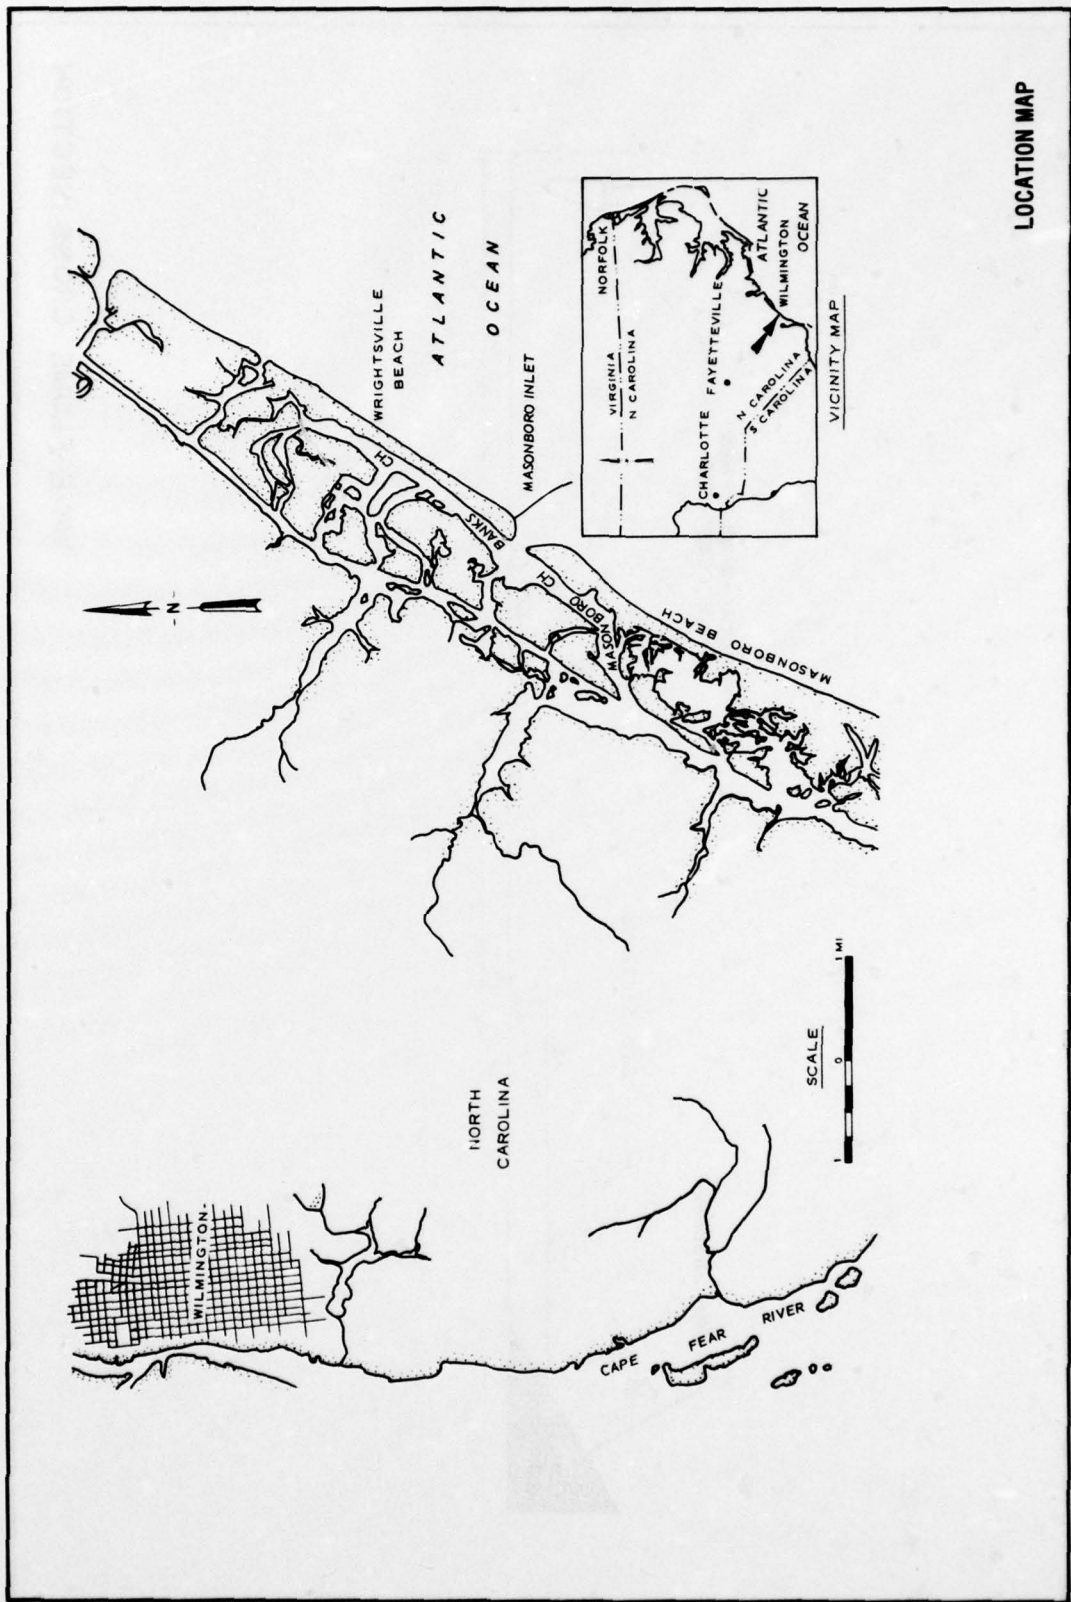 LOCATION MAP
ATLANTIC
OCEAN
WRIGHTSVILLE
BEACH
MASONBORO INLET
BANKS CH
MASONBORO CH
MASONBORO BEACH
-N-
NORTH
CAROLINA
WILMINGTON
CAPE FEAR RIVER
SCALE
1 0 1 MI
VIRGINIA
N CAROLINA
NORFOLK
CHARLOTTE
FAYETTEVILLE
N CAROLINA
S CAROLINA
ATLANTIC
WILMINGTON
OCEAN
VICINITY MAP